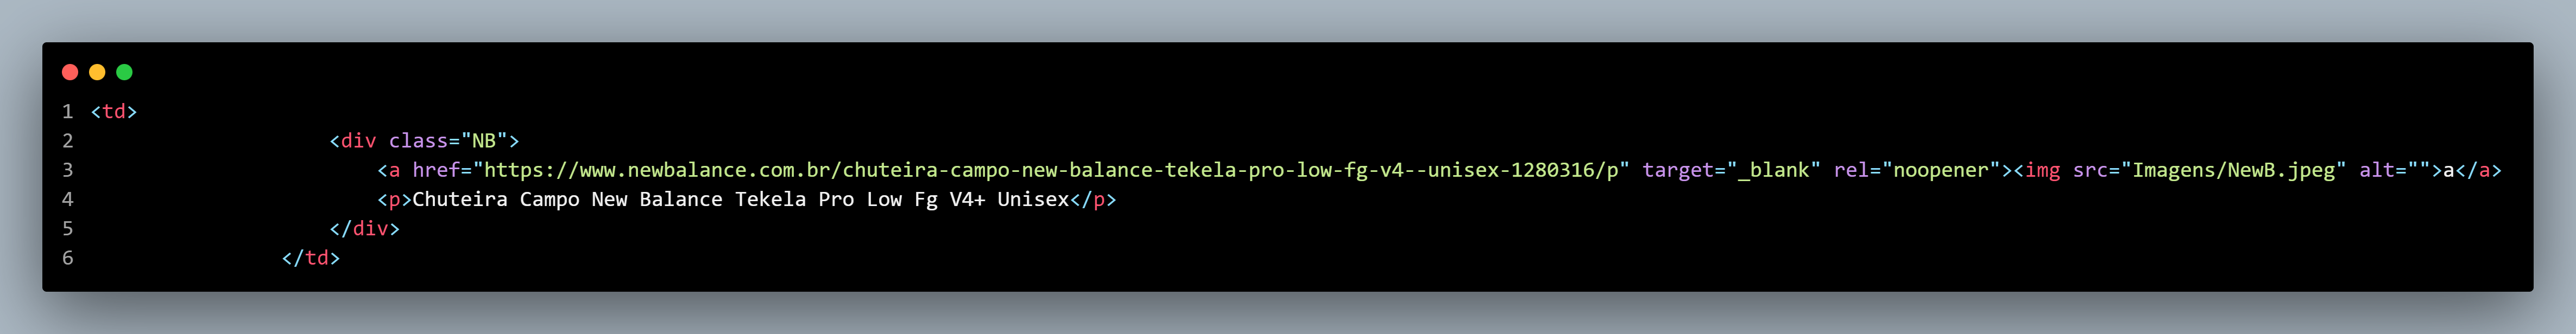 1 <td>
2                     <div class="NB">
3                         <a href="https://www.newbalance.com.br/chuteira-campo-new-balance-tekela-pro-low-fg-v4--unisex-1280316/p" target="_blank" rel="noopener"><img src="Imagens/NewB.jpeg" alt="">a</a>
4                         <p>Chuteira Campo New Balance Tekela Pro Low Fg V4+ Unisex</p>
5                     </div>
6                 </td>